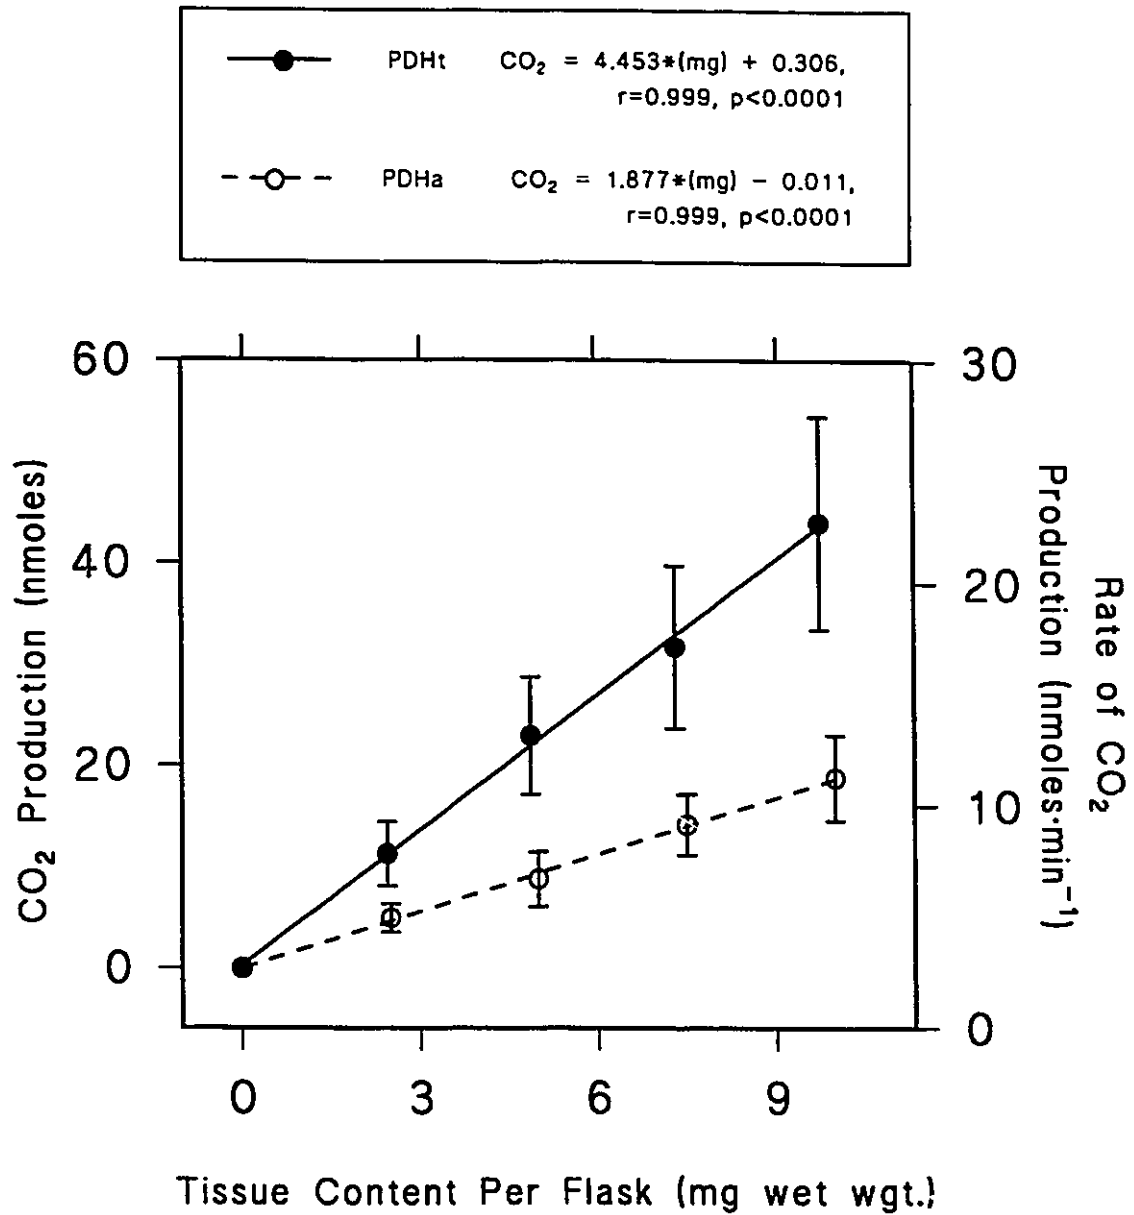 PDHt CO₂ = 4.453*(mg) + 0.306,
r=0.999, p<0.0001
PDHa CO₂ = 1.877*(mg) − 0.011,
r=0.999, p<0.0001
60
40
20
0
CO₂ Production (nmoles)
30
20
10
0
Rate of CO₂
Production (nmoles·min⁻¹)
0 3 6 9
Tissue Content Per Flask (mg wet wgt.)